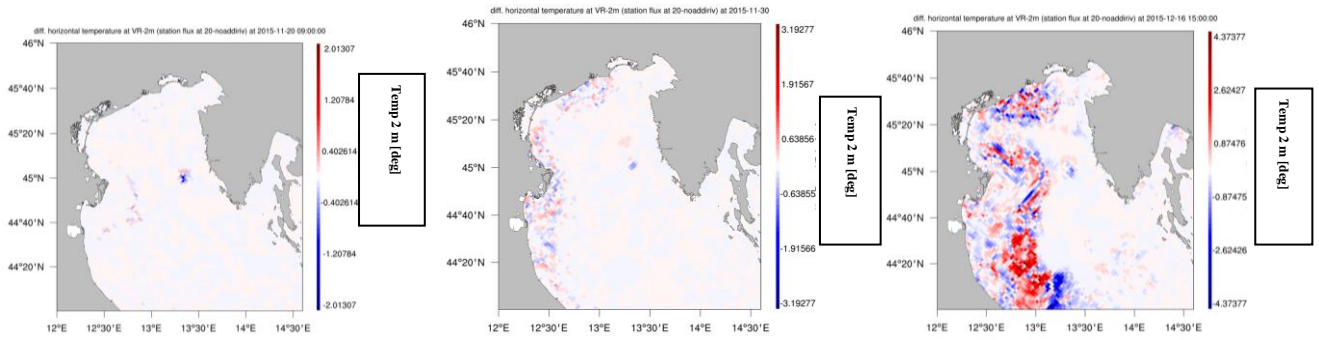 diff. horizontal temperature at VR-2m (station flux at 20-noaddiriv) at 2015-11-20 09:00:00
46°N
45°40'N
45°20'N
45°N
44°40'N
44°20'N
12°E
12°30'E
13°E
13°30'E
14°E
14°30'E
2.01307
1.20784
0.402614
-0.402614
-1.20784
-2.01307
Temp 2 m [deg]
diff. horizontal temperature at VR-2m (station flux at 20-noaddiriv) at 2015-11-30
46°N
45°40'N
45°20'N
45°N
44°40'N
44°20'N
12°E
12°30'E
13°E
13°30'E
14°E
14°30'E
3.19277
1.91567
0.63856
-0.63855
-1.91566
-3.19277
Temp 2 m [deg]
diff. horizontal temperature at VR-2m (station flux at 20-noaddiriv) at 2015-12-16 15:00:00
46°N
45°40'N
45°20'N
45°N
44°40'N
44°20'N
12°E
12°30'E
13°E
13°30'E
14°E
14°30'E
4.37377
2.62427
0.87476
-0.87475
-2.62426
-4.37377
Temp 2 m [deg]